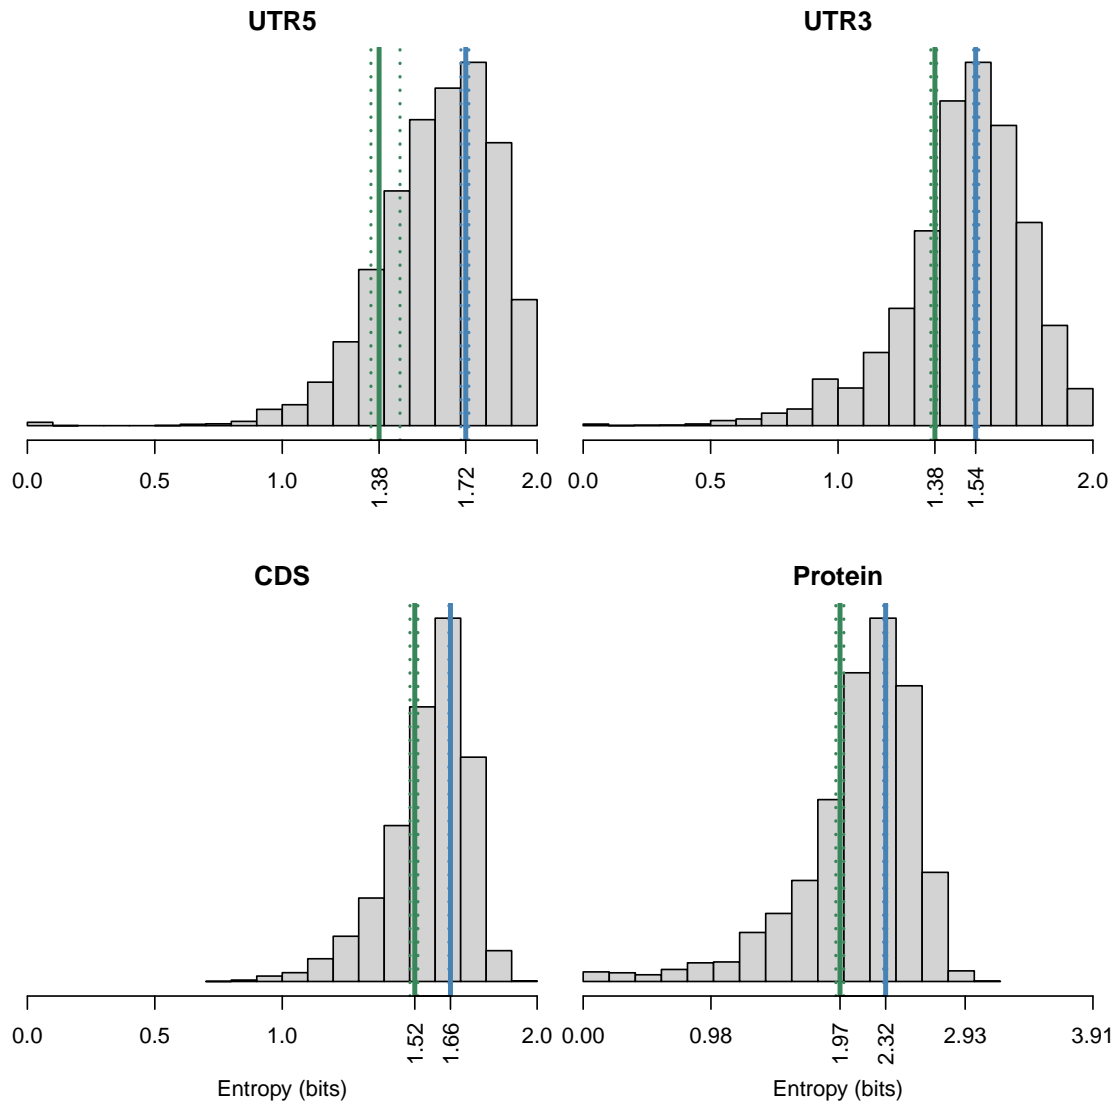 UTR5
0.0 0.5 1.0 1.38 1.72 2.0
UTR3
0.0 0.5 1.0 1.38 1.54 2.0
CDS
0.0 0.5 1.0 1.52 1.66 2.0
Entropy (bits)
Protein
0.00 0.98 1.97 2.32 2.93 3.91
Entropy (bits)